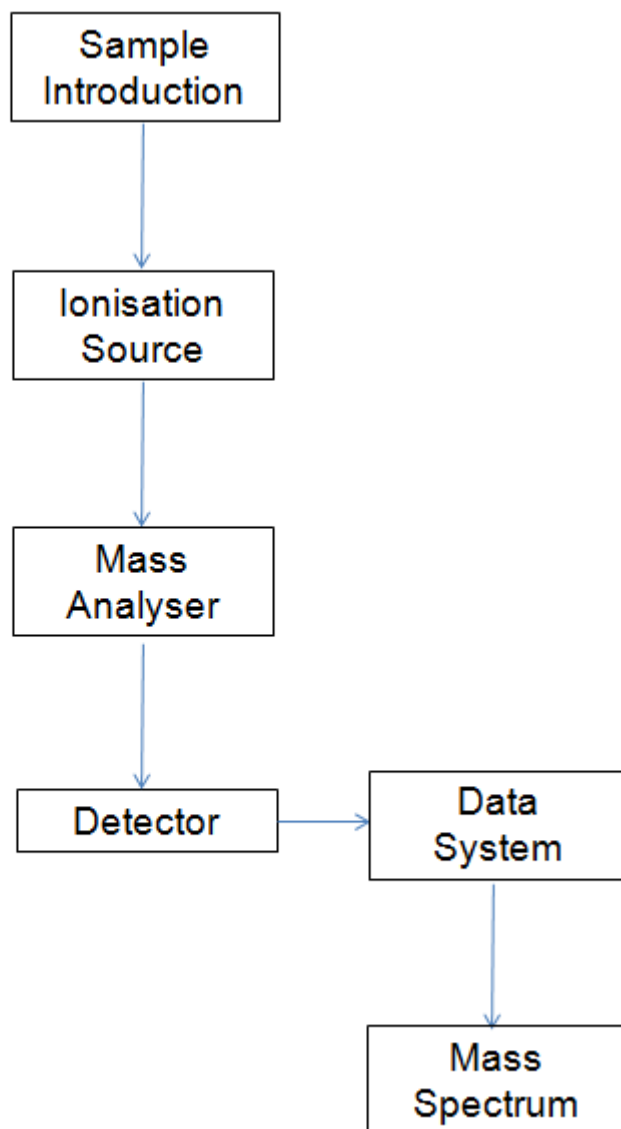 Sample
Introduction
Ionisation
Source
Mass
Analyser
Detector
Data
System
Mass
Spectrum